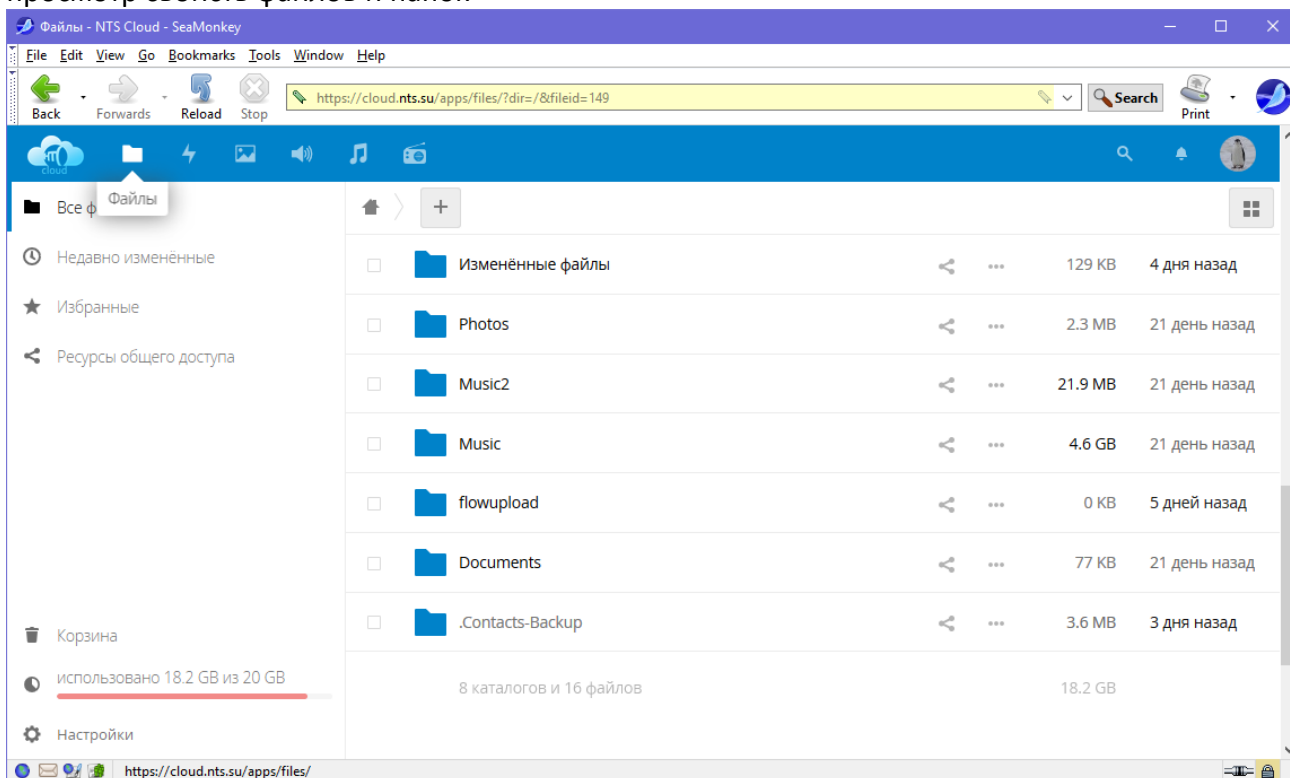 просмотр свойств файлов и папок
Файлы - NTS Cloud - SeaMonkey
File Edit View Go Bookmarks Tools Window Help
https://cloud.nts.su/apps/files/?dir=/&fileid=149
Search
Back Forwards Reload Stop Print
cloud
Файлы
Все ф
Недавно изменённые
Изменённые файлы 129 KB 4 дня назад
Избранные
Photos 2.3 MB 21 день назад
Ресурсы общего доступа
Music2 21.9 MB 21 день назад
Music 4.6 GB 21 день назад
flowupload 0 KB 5 дней назад
Documents 77 KB 21 день назад
.Contacts-Backup 3.6 MB 3 дня назад
Корзина
использовано 18.2 GB из 20 GB
8 каталогов и 16 файлов 18.2 GB
Настройки
https://cloud.nts.su/apps/files/